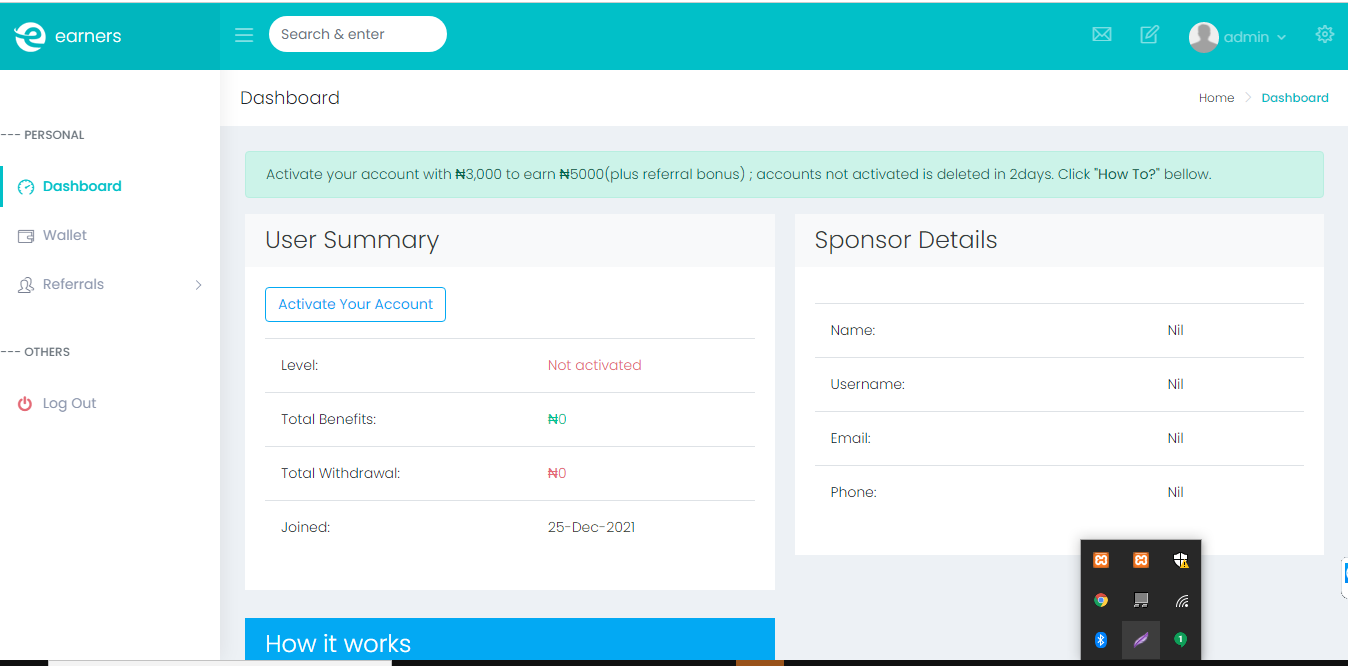 earners
Search & enter
admin
Dashboard
Home > Dashboard
--- PERSONAL
Dashboard
Wallet
Referrals
--- OTHERS
Log Out
Activate your account with ₦3,000 to earn ₦5000(plus referral bonus) ; accounts not activated is deleted in 2days. Click "How To?" bellow.
User Summary
Activate Your Account
Level: Not activated
Total Benefits: ₦0
Total Withdrawal: ₦0
Joined: 25-Dec-2021
Sponsor Details
Name: Nil
Username: Nil
Email: Nil
Phone: Nil
How it works
1